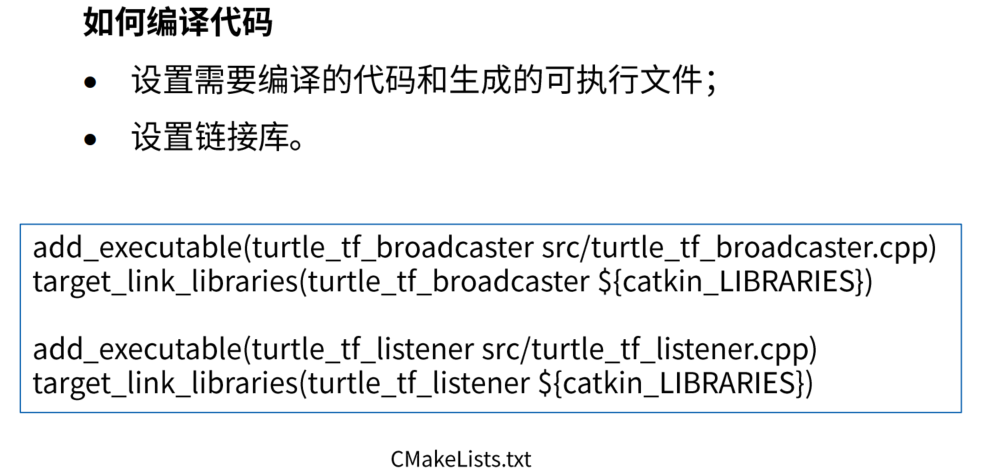 如何编译代码
• 设置需要编译的代码和生成的可执行文件；
• 设置链接库。
add_executable(turtle_tf_broadcaster src/turtle_tf_broadcaster.cpp)
target_link_libraries(turtle_tf_broadcaster ${catkin_LIBRARIES})
add_executable(turtle_tf_listener src/turtle_tf_listener.cpp)
target_link_libraries(turtle_tf_listener ${catkin_LIBRARIES})
CMakeLists.txt